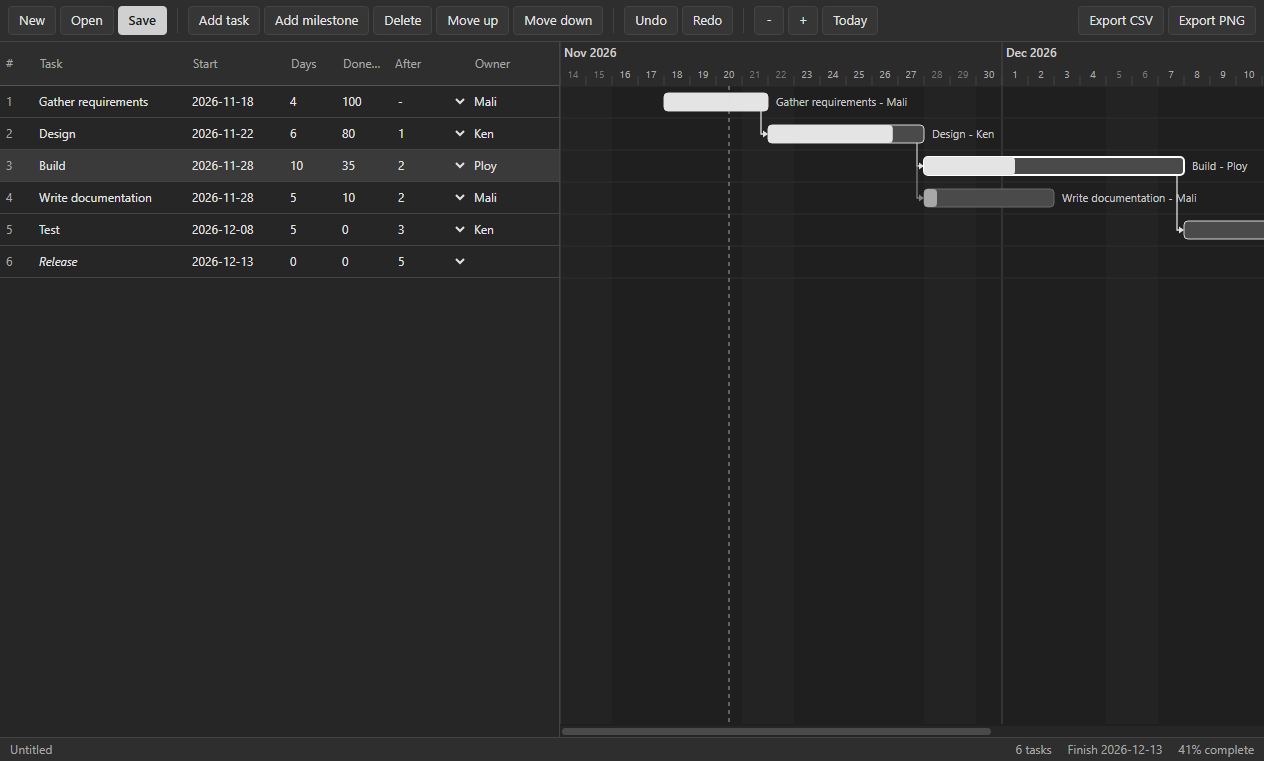 New Open Save Add task Add milestone Delete Move up Move down Undo Redo - + Today Export CSV Export PNG
# Task Start Days Done... After Owner
1 Gather requirements 2026-11-18 4 100 - Mali
2 Design 2026-11-22 6 80 1 Ken
3 Build 2026-11-28 10 35 2 Ploy
4 Write documentation 2026-11-28 5 10 2 Mali
5 Test 2026-12-08 5 0 3 Ken
6 Release 2026-12-13 0 0 5
Nov 2026 Dec 2026
14 15 16 17 18 19 20 21 22 23 24 25 26 27 28 29 30 1 2 3 4 5 6 7 8 9 10
Gather requirements - Mali
Design - Ken
Build - Ploy
Write documentation - Mali
Untitled 6 tasks Finish 2026-12-13 41% complete